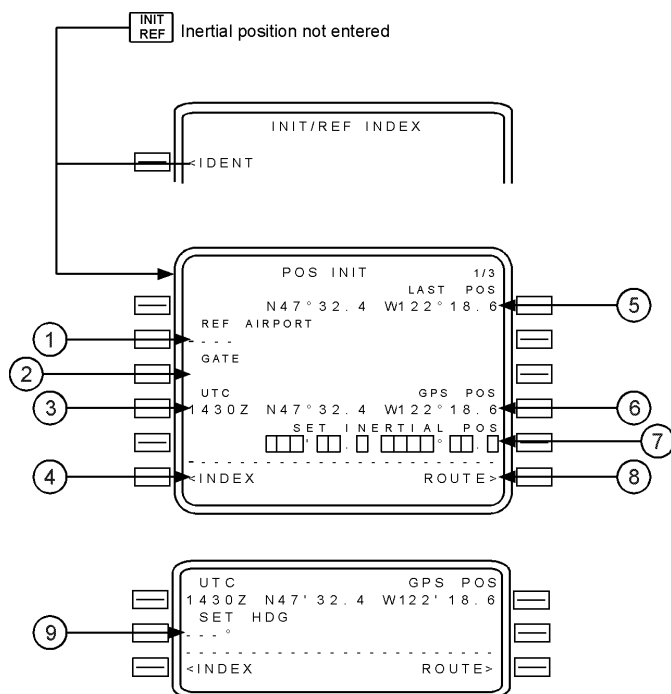 INIT
REF Inertial position not entered
INIT/REF INDEX
<IDENT
POS INIT 1/3
LAST POS
N47°32.4 W122°18.6 5
REF AIRPORT
1 ----
GATE
2
UTC GPS POS
3 1430Z N47°32.4 W122°18.6 6
SET INERTIAL POS
□□□'□□.□ □□□□°□□.□ 7
- - - - - - - - - - - - - - - - - - - - - - - -
4 <INDEX ROUTE> 8
UTC GPS POS
1430Z N47'32.4 W122'18.6
SET HDG
9 ---°
- - - - - - - - - - - - - - - - - - - - - - - -
<INDEX ROUTE>